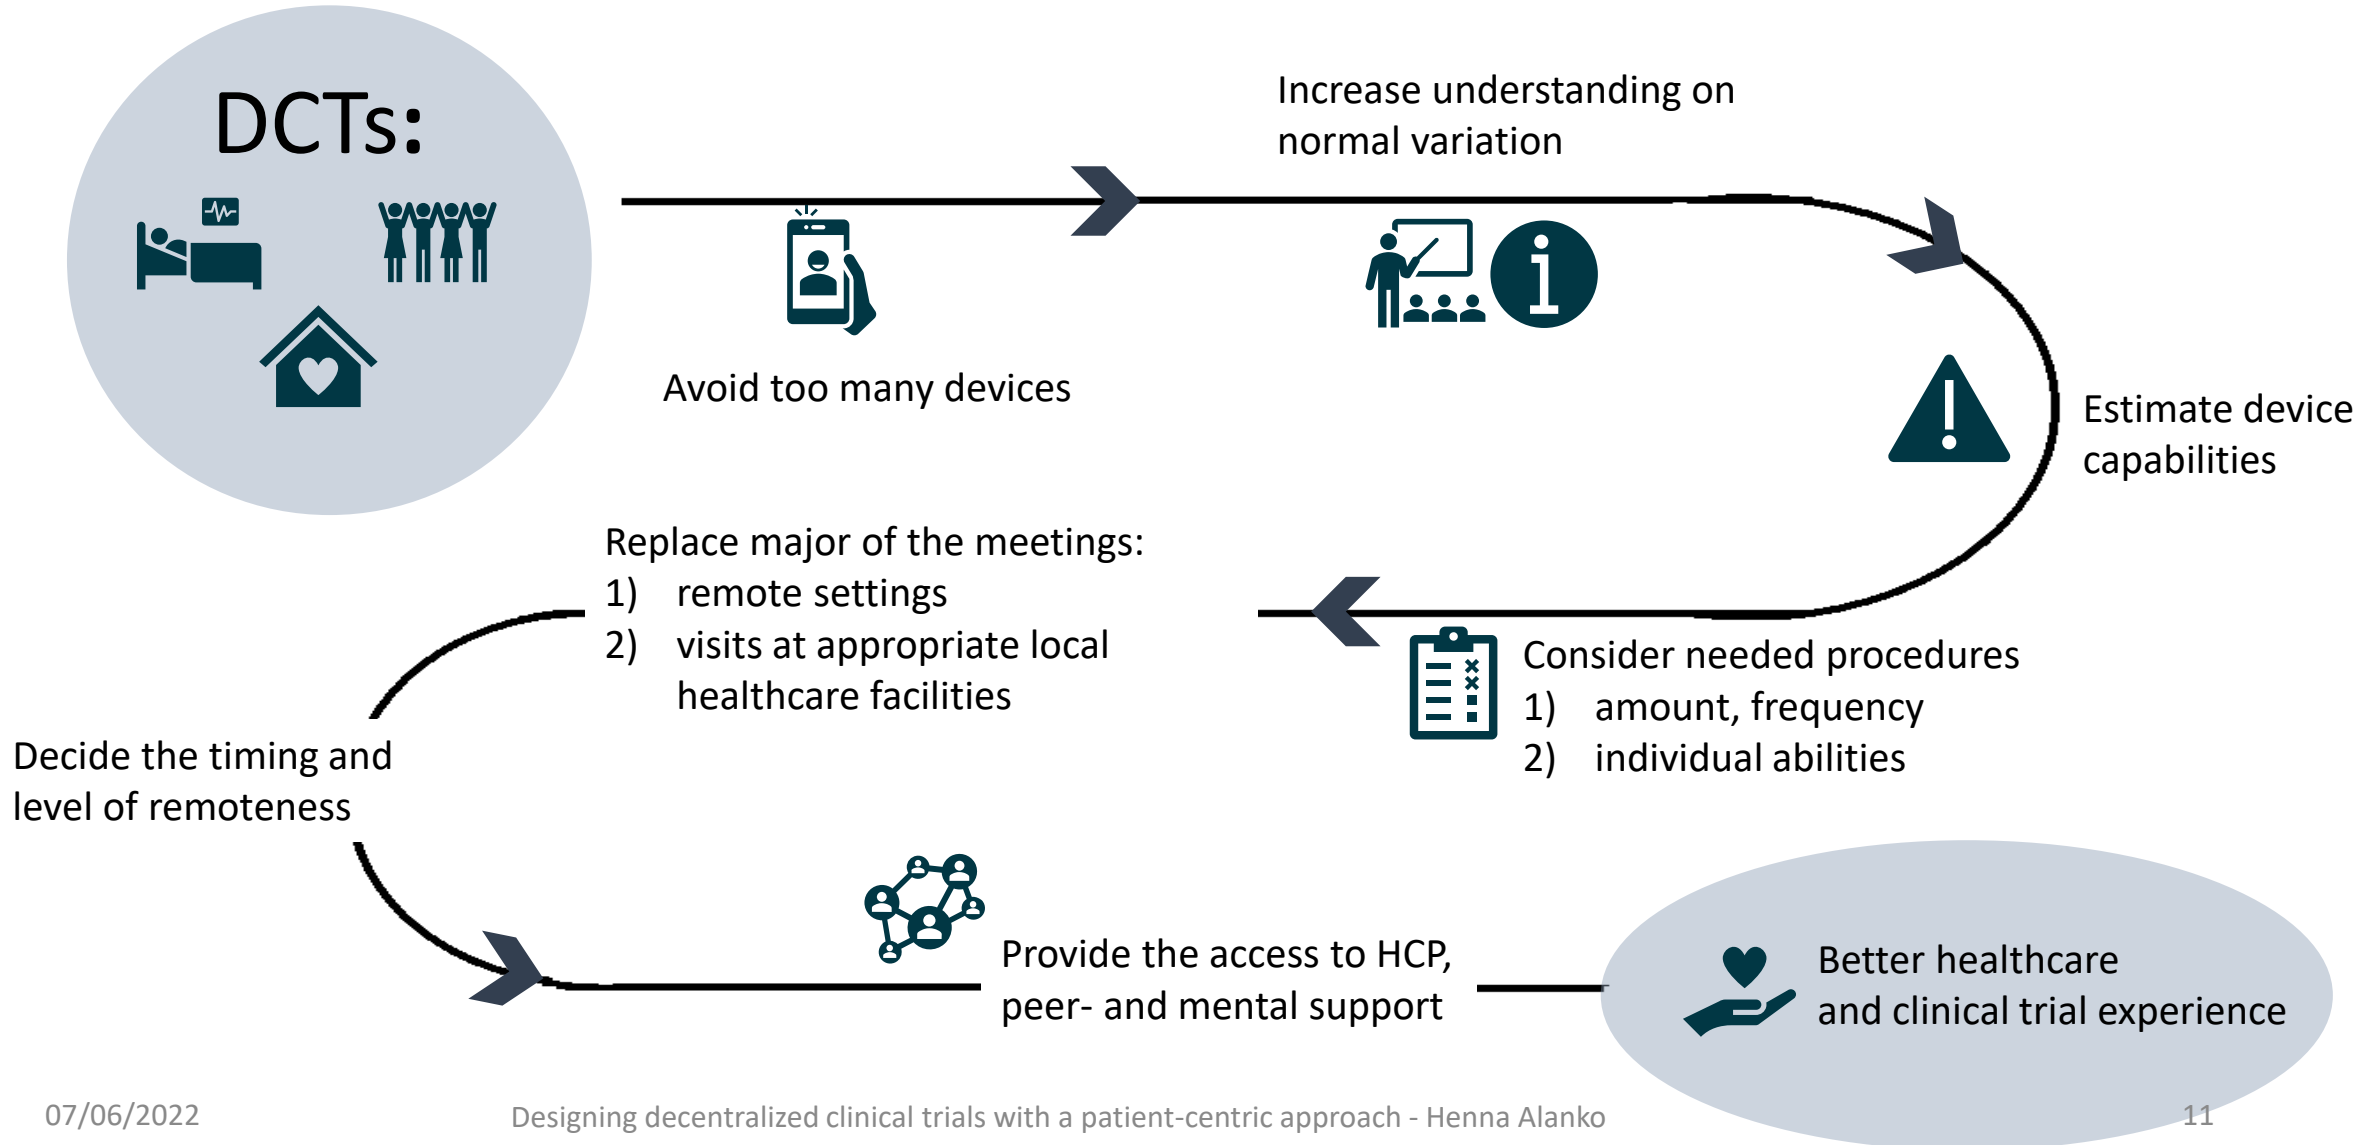 DCTs:
Increase understanding on
normal variation
Avoid too many devices
Estimate device
capabilities
Consider needed procedures
1) amount, frequency
2) individual abilities
Replace major of the meetings:
1) remote settings
2) visits at appropriate local
healthcare facilities
Decide the timing and
level of remoteness
Provide the access to HCP,
peer- and mental support
Better healthcare
and clinical trial experience
07/06/2022
Designing decentralized clinical trials with a patient-centric approach - Henna Alanko
11